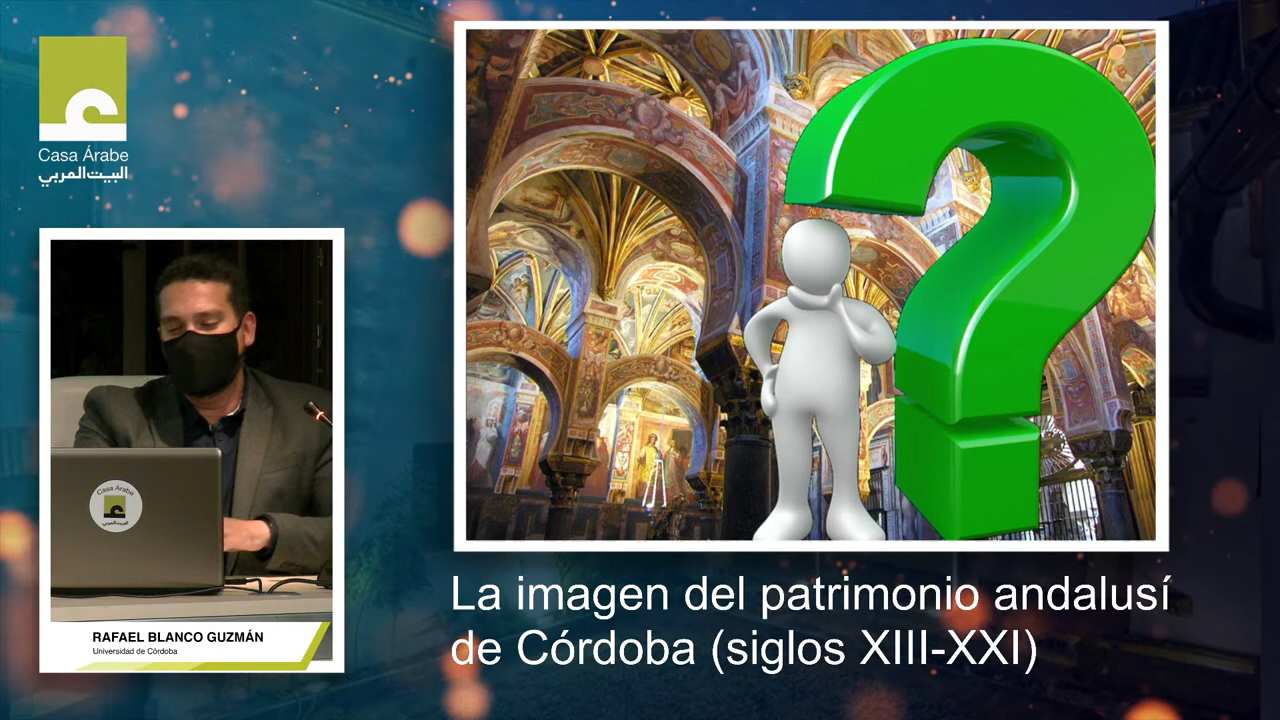 Casa Árabe
البيت العربي
Casa Árabe
البيت العربي
RAFAEL BLANCO GUZMÁN
Universidad de Córdoba
La imagen del patrimonio andalusí
de Córdoba (siglos XIII-XXI)